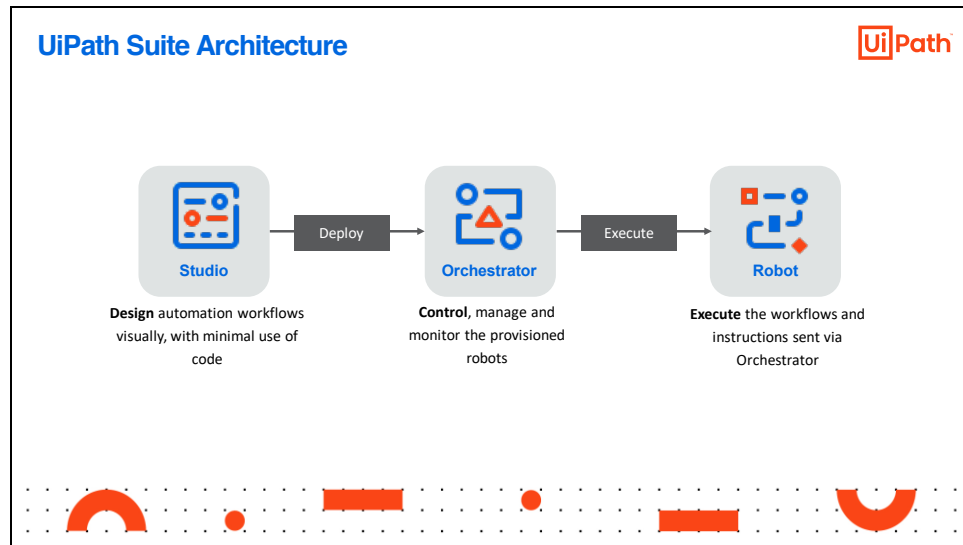 UiPath Suite Architecture
UiPath
Deploy
Execute
Studio
Orchestrator
Robot
Design automation workflows
visually, with minimal use of
code
Control, manage and
monitor the provisioned
robots
Execute the workflows and
instructions sent via
Orchestrator